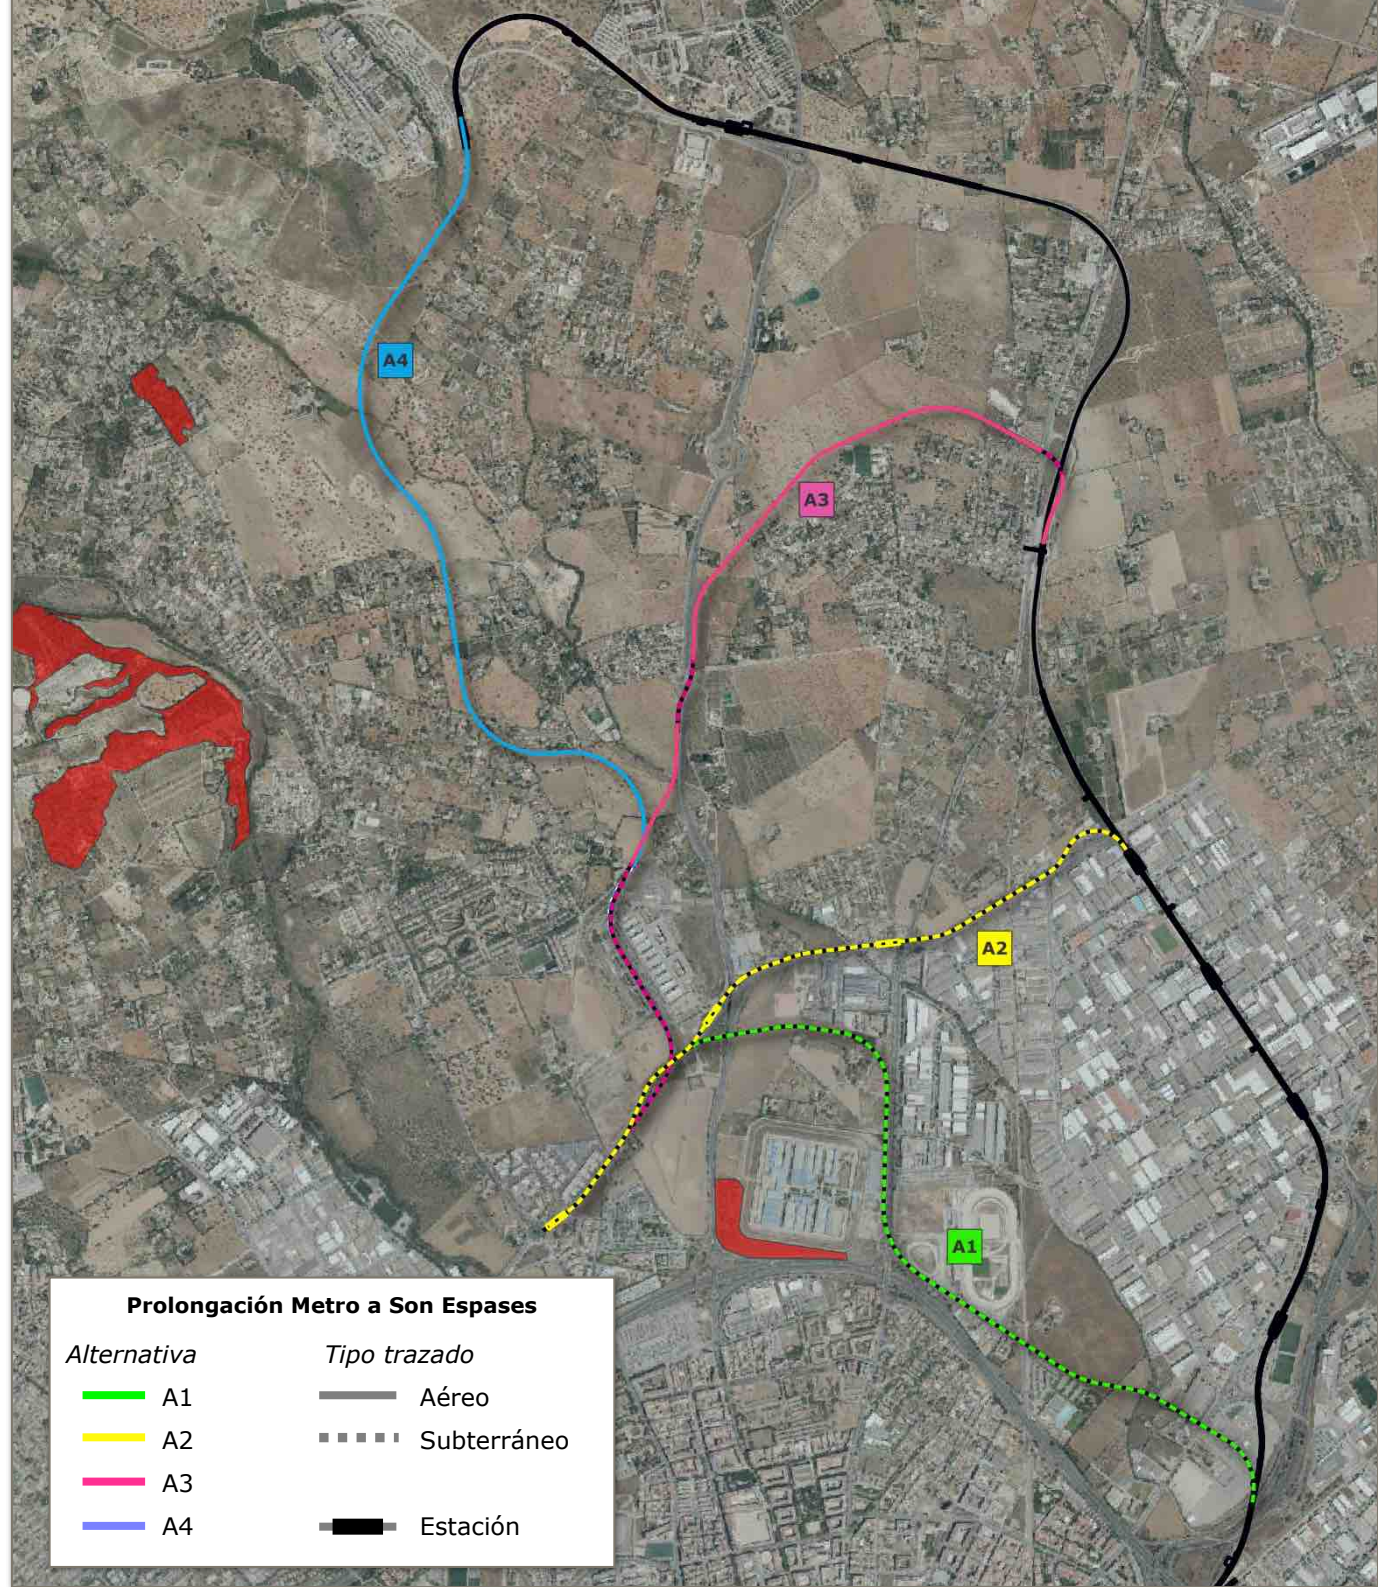 A4
A3
A2
A1
Prolongación Metro a Son Espases
Alternativa
Tipo trazado
A1
Aéreo
A2
Subterráneo
A3
A4
Estación